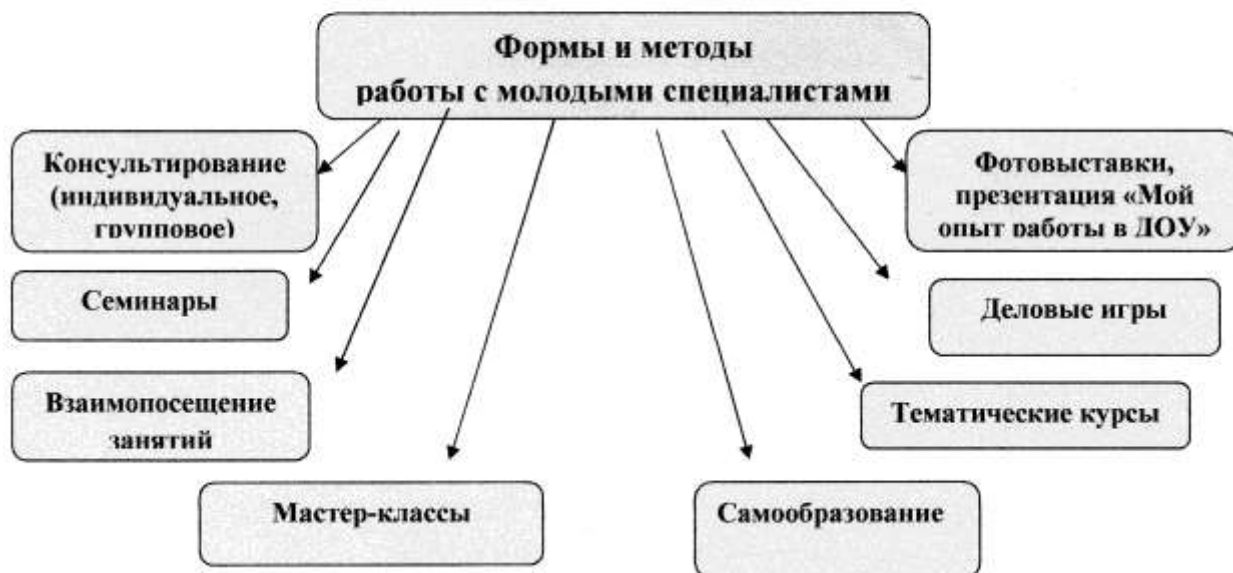 Формы и методы
работы с молодыми специалистами
Консультирование
(индивидуальное,
групповое)
Фотовыставки,
презентация «Мой
опыт работы в ДОУ»
Семинары
Деловые игры
Взаимопосещение
занятий
Тематические курсы
Мастер-классы
Самообразование